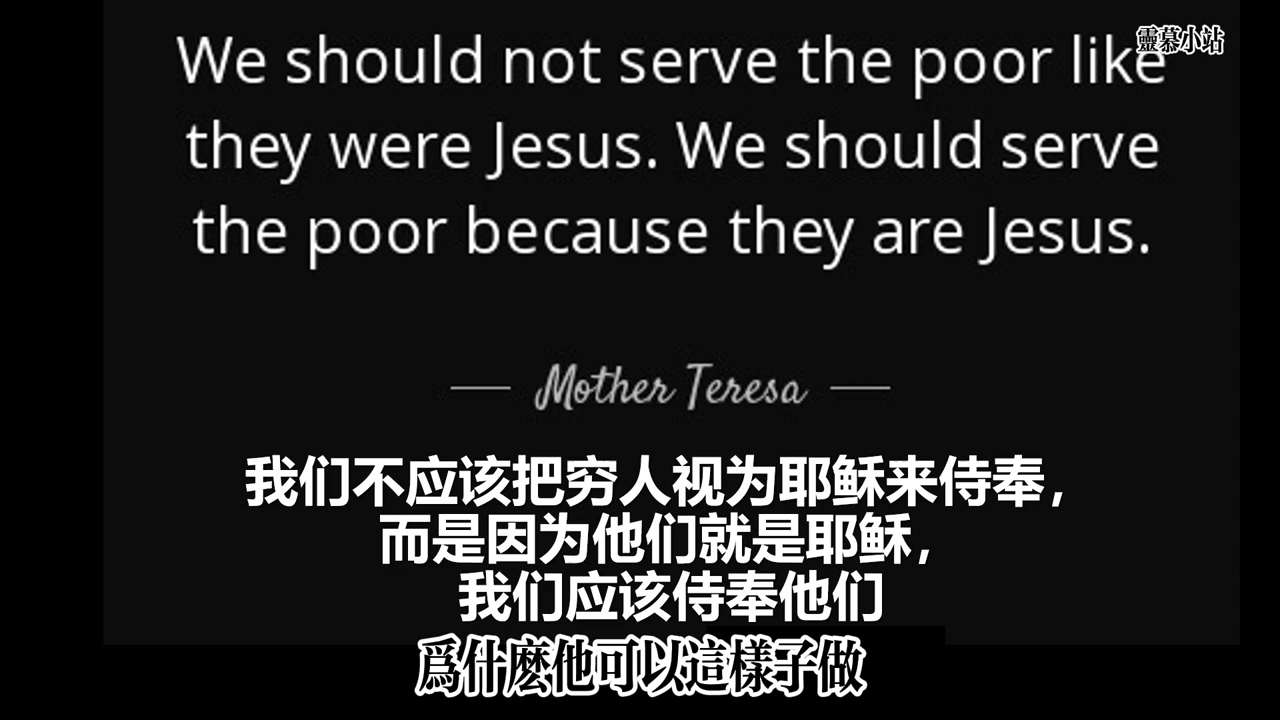 靈慕小站
We should not serve the poor like
they were Jesus. We should serve
the poor because they are Jesus.
Mother Teresa
我们不应该把穷人视为耶稣来侍奉，
而是因为他们就是耶稣，
我们应该侍奉他们
爲什麽他可以這樣子做